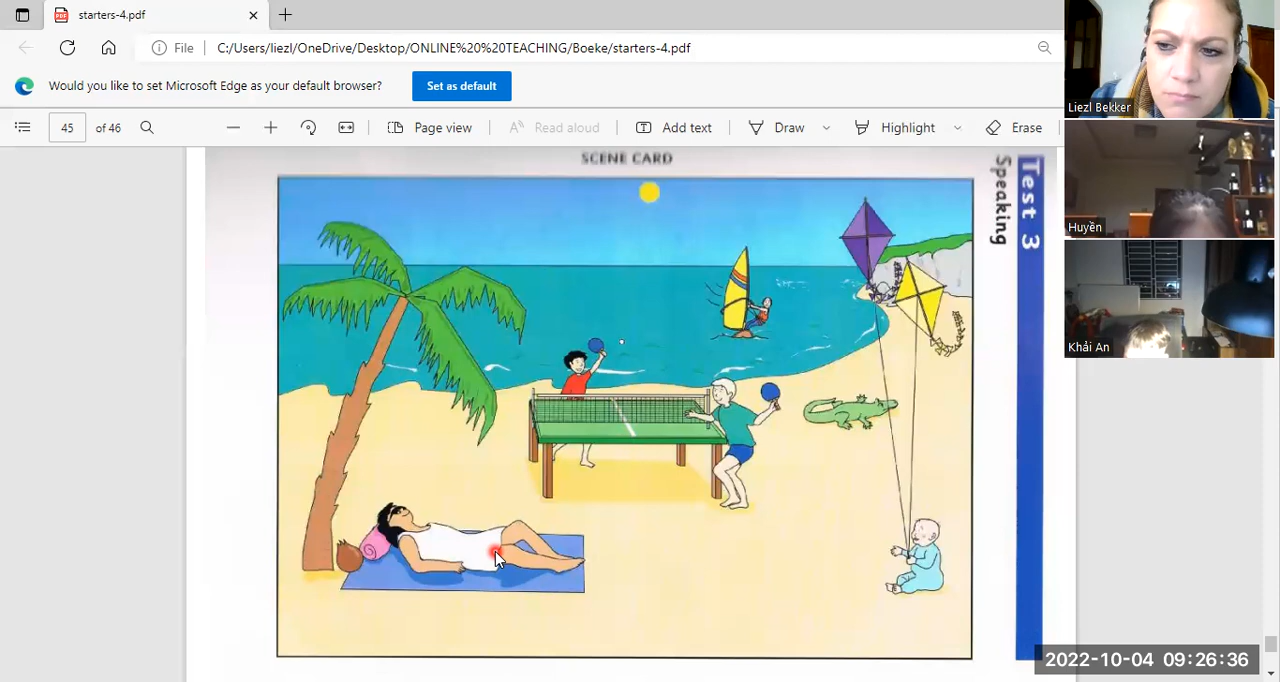 starters-4.pdf
File C:/Users/liezl/OneDrive/Desktop/ONLINE%20%20TEACHING/Boeke/starters-4.pdf
Would you like to set Microsoft Edge as your default browser? Set as default
45 of 46 Page view Read aloud Add text Draw Highlight Erase
SCENE CARD
Test 3
Speaking
Liezl Bekker
Huyền
Khải An
2022-10-04 09:26:36